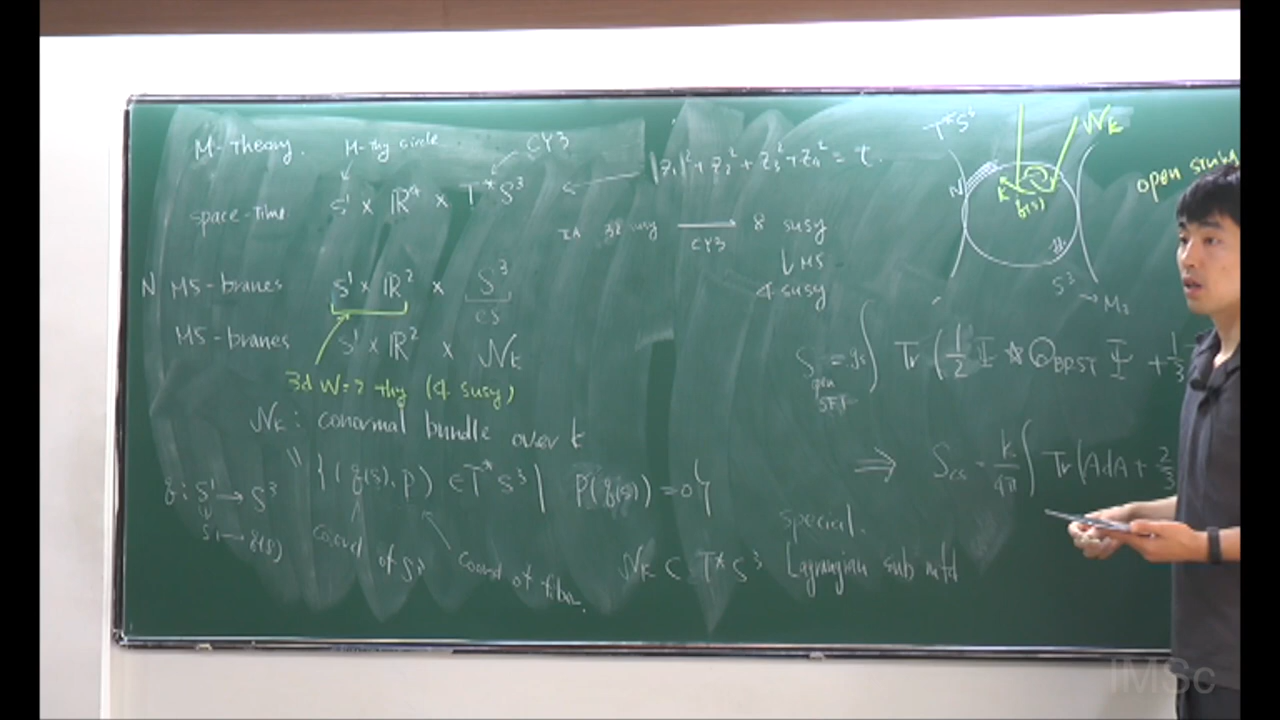 M-theory. M-thy circle CY3
space-time S¹ × ℝ⁴ × T*S³
z₁² + z₂² + z₃² + z₄² = t.
IIA 32 susy → 8 susy
CY3
↓ M5
4 susy
N M5-branes S¹ × ℝ² × S³
CS
M5-branes S¹ × ℝ² × N_K
3d N=2 thy (4 susy)
N_K : conormal bundle over K
{ (q(s), p) ∈ T*S³ | p(q̇(s)) = 0 }
q: S¹ → S³
s ↦ q(s)
coord of S³
coord of fiber.
special.
N_K ⊂ T*S³ Lagrangian sub mfd
T*S³
N_K
N
K
q(s)
S³ → M₃
open
S open SFT = gs ∫ Tr ( 1/2 Ψ ⋆ Q_BRST Ψ + 1/3
⇒ S_CS = k/4π ∫ Tr (AdA + 2/3
IMSc